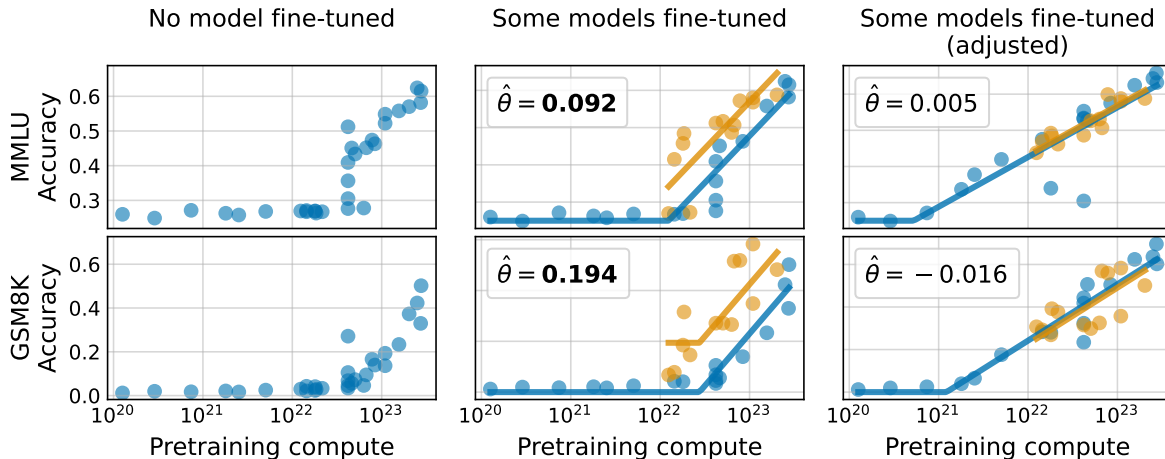 No model fine-tuned
Some models fine-tuned
Some models fine-tuned
(adjusted)
MMLU
Accuracy
0.6
0.5
0.4
0.3
θ̂ = 0.092
θ̂ = 0.005
GSM8K
Accuracy
0.6
0.4
0.2
0.0
θ̂ = 0.194
θ̂ = −0.016
10²⁰ 10²¹ 10²² 10²³
10²⁰ 10²¹ 10²² 10²³
10²⁰ 10²¹ 10²² 10²³
Pretraining compute
Pretraining compute
Pretraining compute